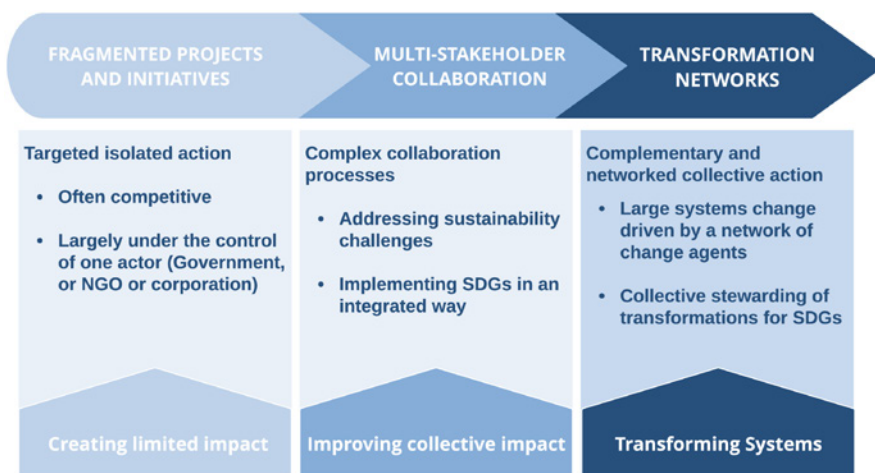 FRAGMENTED PROJECTS
AND INITIATIVES
MULTI-STAKEHOLDER
COLLABORATION
TRANSFORMATION
NETWORKS
Targeted isolated action
• Often competitive
• Largely under the control
of one actor (Government,
or NGO or corporation)
Creating limited impact
Complex collaboration
processes
• Addressing sustainability
challenges
• Implementing SDGs in an
integrated way
Improving collective impact
Complementary and
networked collective action
• Large systems change
driven by a network of
change agents
• Collective stewarding of
transformations for SDGs
Transforming Systems